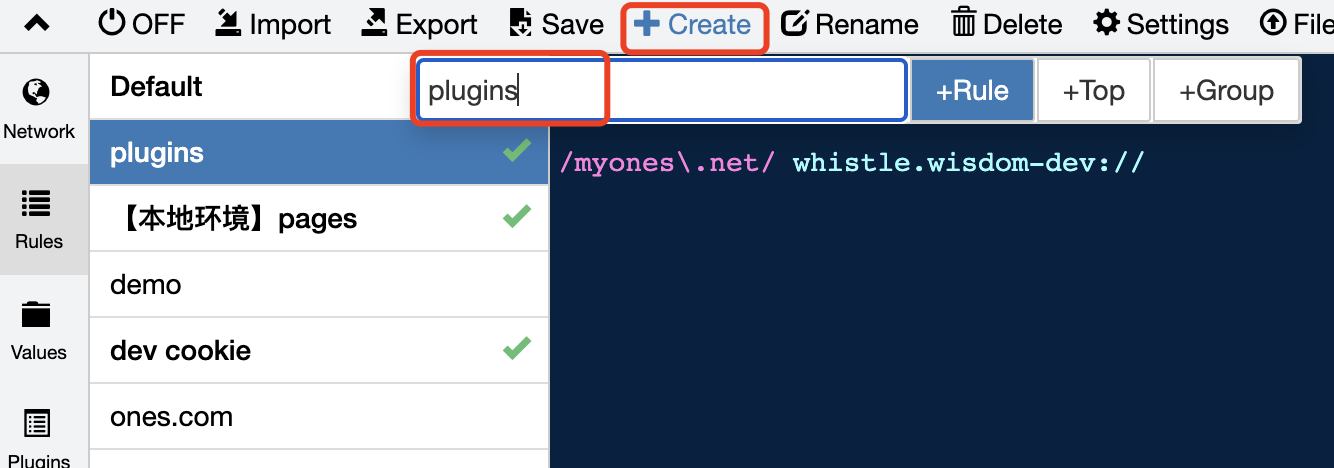 OFF Import Export Save Create Rename Delete Settings File
Network
Rules
Values
Plugins
Default
plugins
【本地环境】pages
demo
dev cookie
ones.com
plugins
+Rule +Top +Group
/myones\.net/ whistle.wisdom-dev://